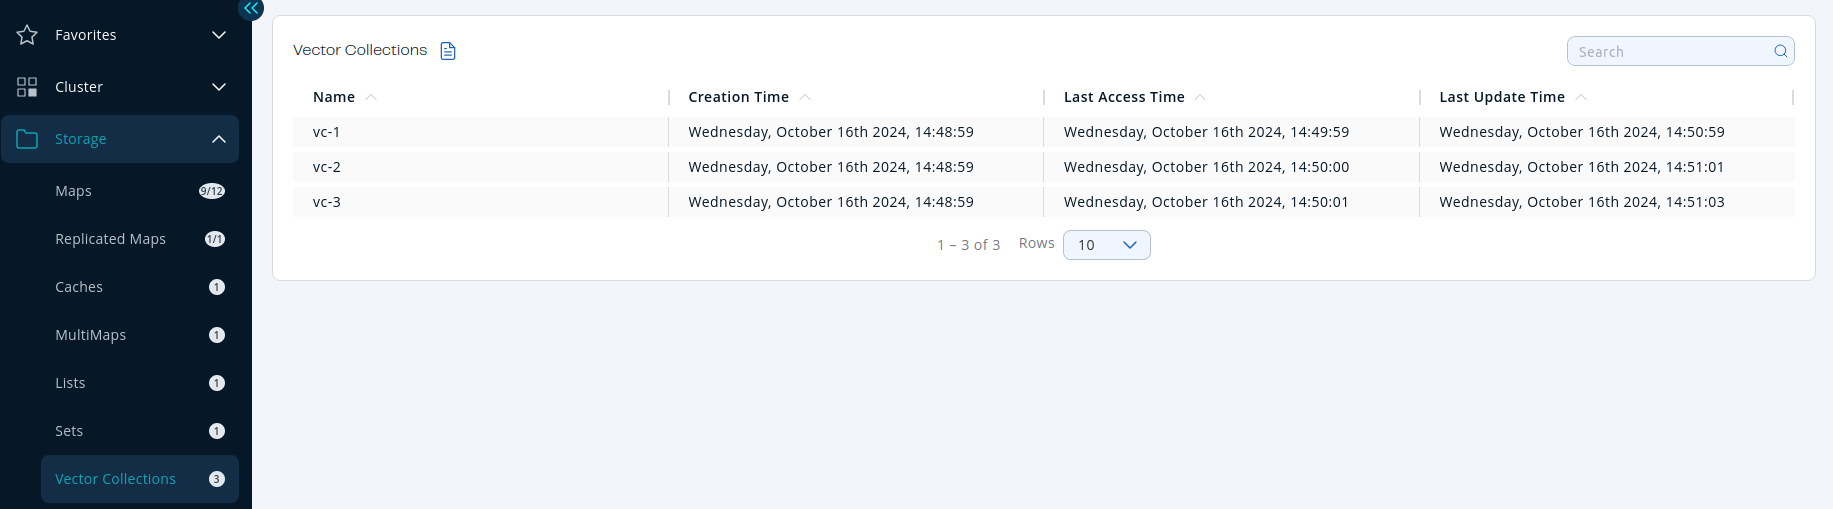 Favorites
Cluster
Storage
Maps 9/12
Replicated Maps 1/1
Caches 1
MultiMaps 1
Lists 1
Sets 1
Vector Collections 3
Vector Collections
Search
Name Creation Time Last Access Time Last Update Time
vc-1 Wednesday, October 16th 2024, 14:48:59 Wednesday, October 16th 2024, 14:49:59 Wednesday, October 16th 2024, 14:50:59
vc-2 Wednesday, October 16th 2024, 14:48:59 Wednesday, October 16th 2024, 14:50:00 Wednesday, October 16th 2024, 14:51:01
vc-3 Wednesday, October 16th 2024, 14:48:59 Wednesday, October 16th 2024, 14:50:01 Wednesday, October 16th 2024, 14:51:03
1 – 3 of 3 Rows 10